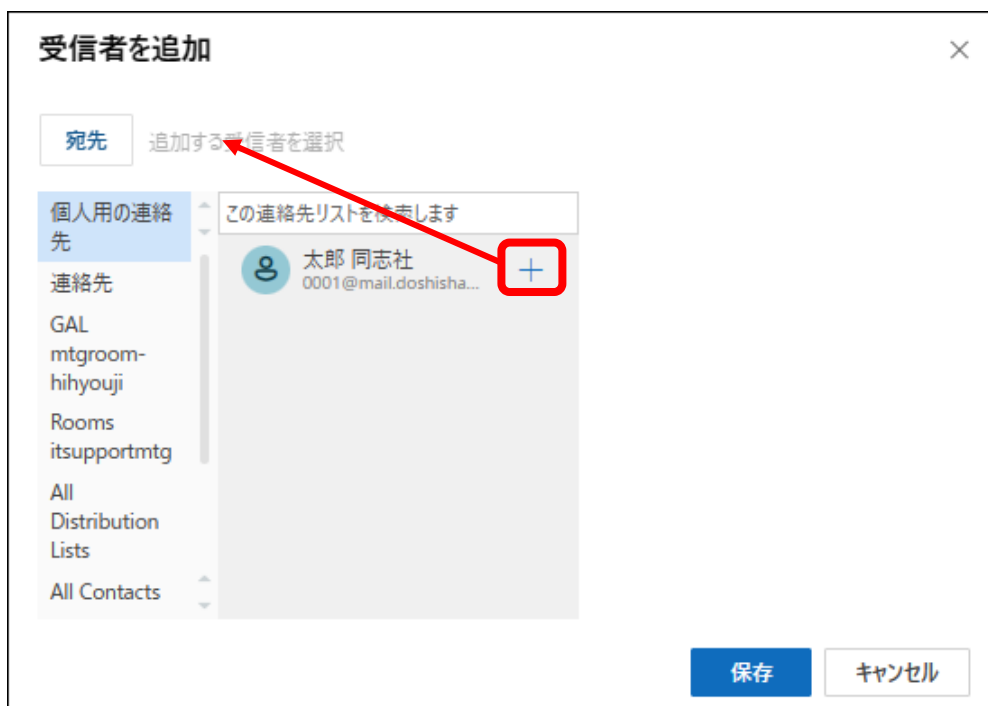 受信者を追加
宛先 追加する受信者を選択
個人用の連絡
先
連絡先
GAL
mtgroom-
hihyouji
Rooms
itsupportmtg
All
Distribution
Lists
All Contacts
この連絡先リストを検索します
太郎 同志社
0001@mail.doshisha...
保存 キャンセル